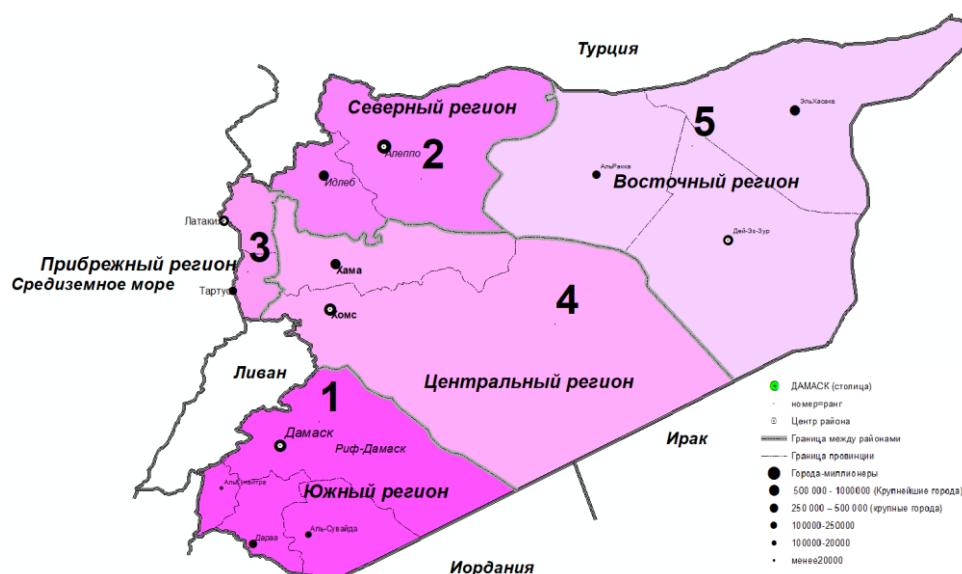 Турция
Северный регион
2
Алеппо
Идлеб
5
ЭльХасака
АльРакка
Восточный регион
Дей-Эз-Зур
Латакия
3
Прибрежный регион
Средиземное море
Тартус
Хама
Хомс
4
Центральный регион
Ливан
1
Дамаск
Риф-Дамаск
Южный регион
Аль-Сувайда
Дараа
Ирак
Иордания
ДАМАСК (столица)
номер=ранг
Центр района
Граница между районами
Граница провинции
Города-миллионеры
500 000 - 1000000 (Крупнейшие города)
250 000 – 500 000 (крупные города)
100000-250000
100000-20000
менее20000